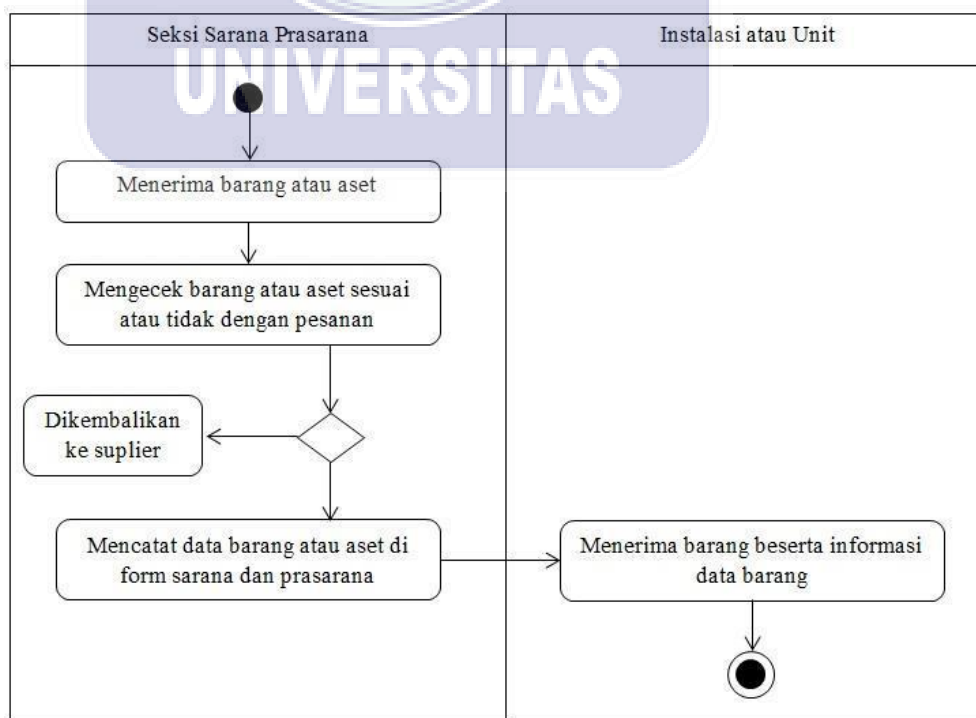 Seksi Sarana Prasarana
Instalasi atau Unit
UNIVERSITAS
Menerima barang atau aset
Mengecek barang atau aset sesuai
atau tidak dengan pesanan
Dikembalikan
ke suplier
Mencatat data barang atau aset di
form sarana dan prasarana
Menerima barang beserta informasi
data barang